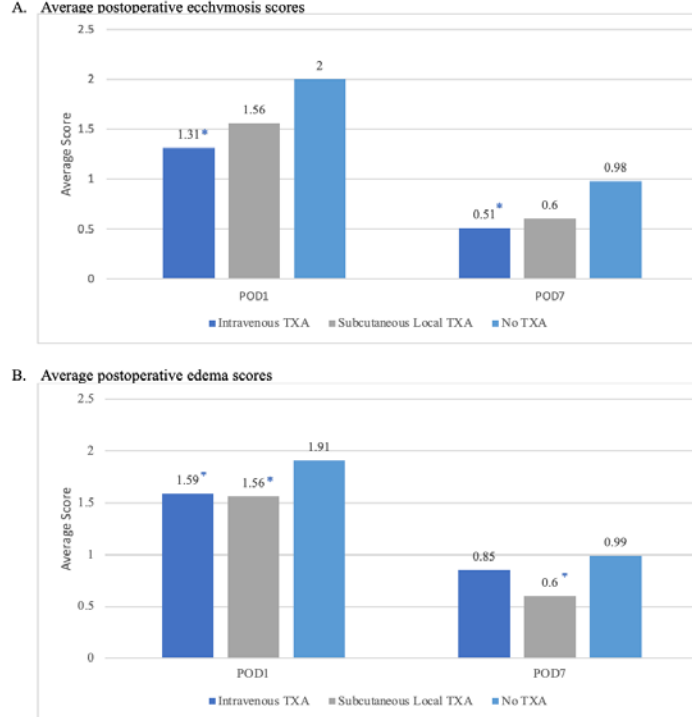 A. Average postoperative ecchymosis scores
2.5
2
1.5
1
0.5
0
Average Score
1.31*
1.56
2
0.51*
0.6
0.98
POD1
POD7
Intravenous TXA
Subcutaneous Local TXA
No TXA
B. Average postoperative edema scores
2.5
2
1.5
1
0.5
0
Average Score
1.59*
1.56*
1.91
0.85
0.6*
0.99
POD1
POD7
Intravenous TXA
Subcutaneous Local TXA
No TXA